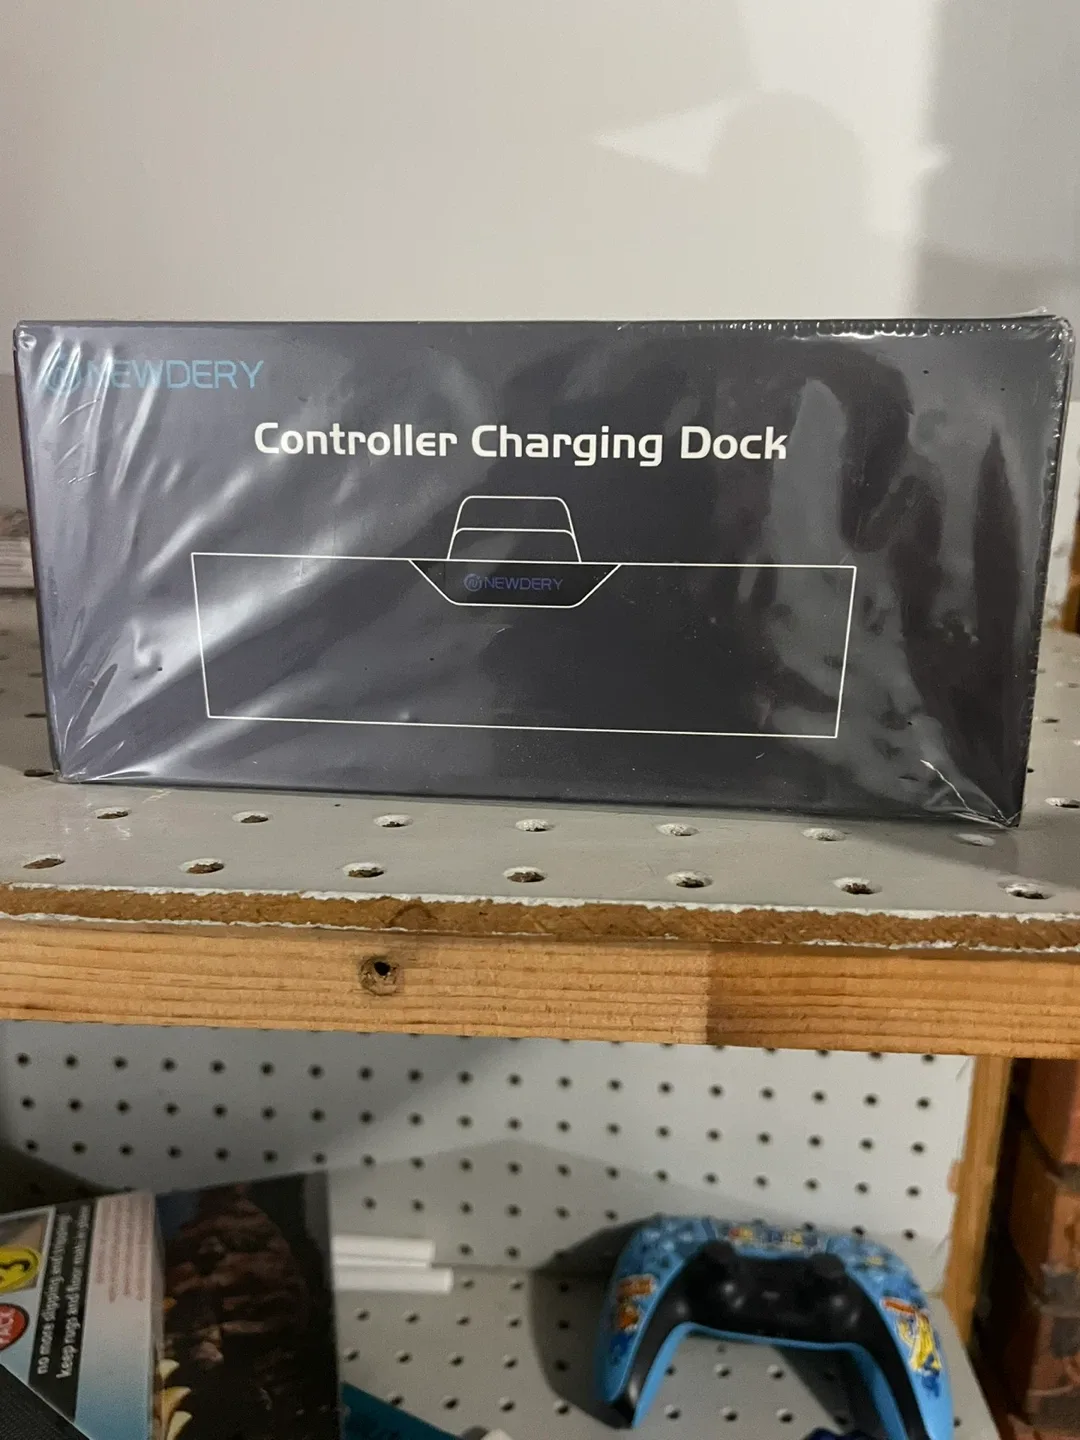 NEWDERY
Controller Charging Dock
NEWDERY
no more slipping and tripping
keep rugs and floor mats in place